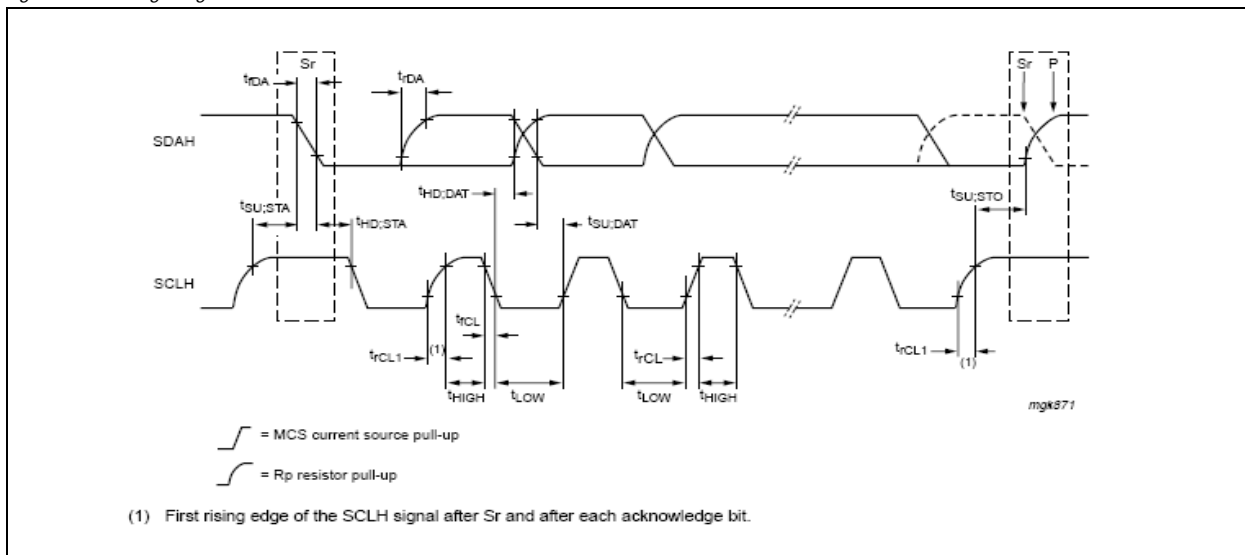 Sr
Sr P
tfDA
trDA
SDAH
tHD;DAT
tSU;STO
tSU;STA
tHD;STA
tSU;DAT
SCLH
tfCL
trCL1 (1)
trCL
trCL1 (1)
tHIGH tLOW tLOW tHIGH
mgk871
= MCS current source pull-up
= Rp resistor pull-up
(1) First rising edge of the SCLH signal after Sr and after each acknowledge bit.